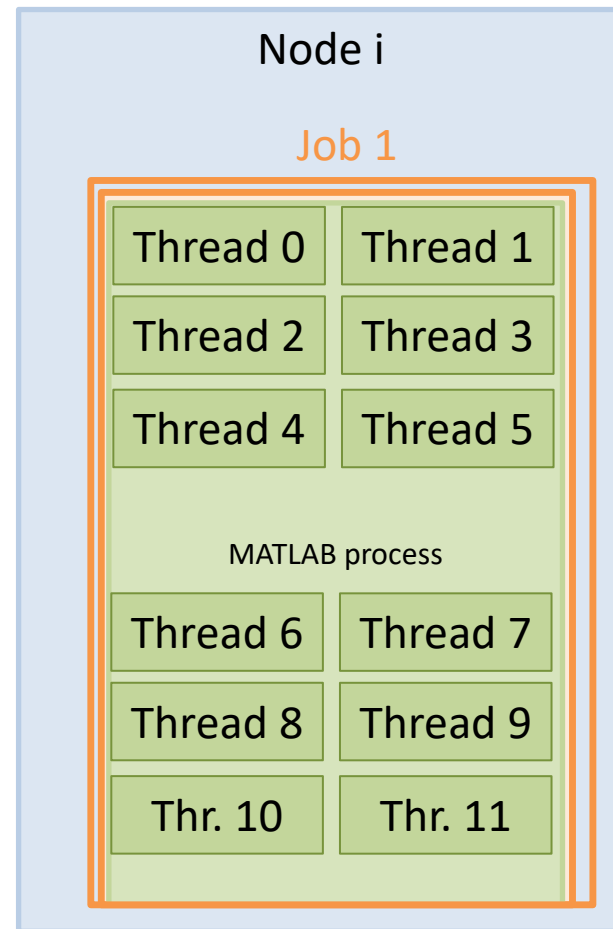 Node i
Job 1
Thread 0 Thread 1
Thread 2 Thread 3
Thread 4 Thread 5
MATLAB process
Thread 6 Thread 7
Thread 8 Thread 9
Thr. 10 Thr. 11